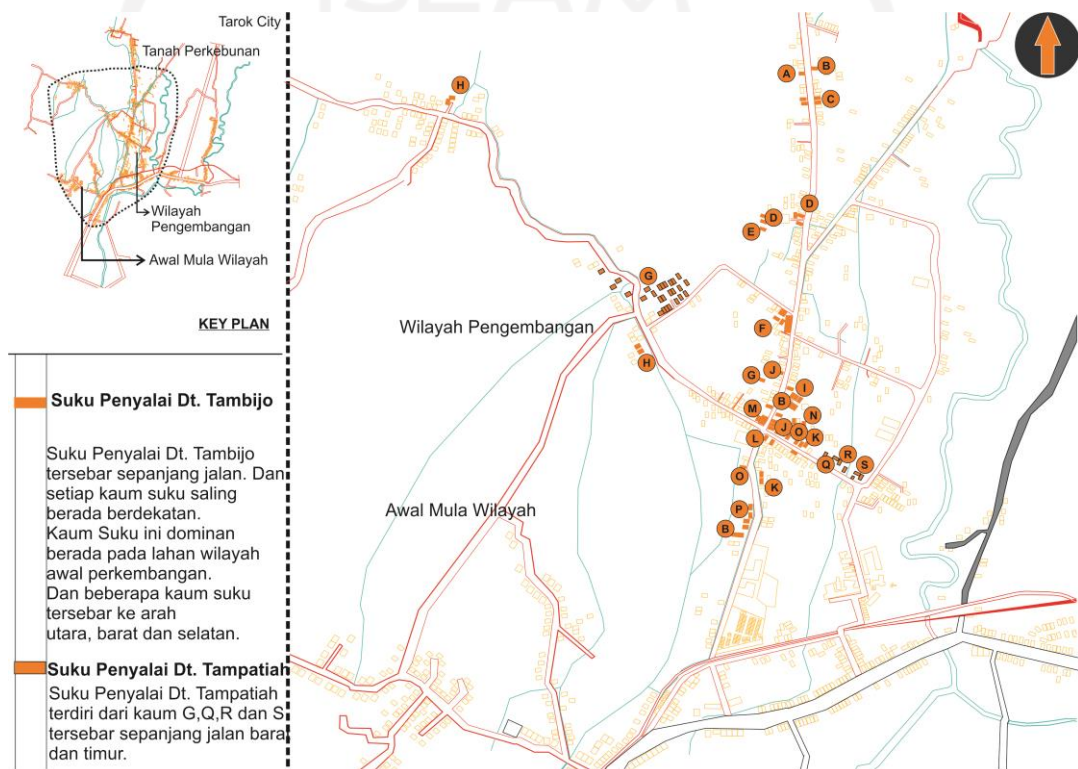 ISLAM
Tarok City
Tanah Perkebunan
Wilayah
Pengembangan
Awal Mula Wilayah
KEY PLAN
Suku Penyalai Dt. Tambijo
Suku Penyalai Dt. Tambijo
tersebar sepanjang jalan. Dan
setiap kaum suku saling
berada berdekatan.
Kaum Suku ini dominan
berada pada lahan wilayah
awal perkembangan.
Dan beberapa kaum suku
tersebar ke arah
utara, barat dan selatan.
Suku Penyalai Dt. Tampatiah
Suku Penyalai Dt. Tampatiah
terdiri dari kaum G,Q,R dan S
tersebar sepanjang jalan bara
dan timur.
H
A
B
C
D
D
E
G
Wilayah Pengembangan
F
H
G
J
I
B
M
N
J
O
K
L
R
Q
S
O
K
Awal Mula Wilayah
P
B